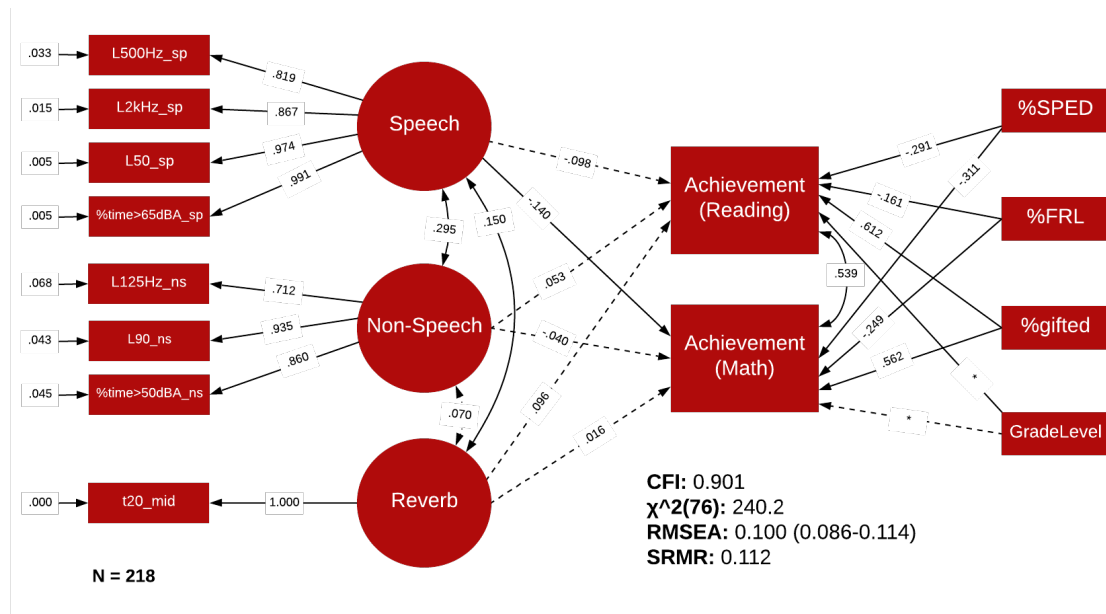 .033
L500Hz_sp
.819
.015
L2kHz_sp
.867
.005
L50_sp
.974
.005
%time>65dBA_sp
.991
.068
L125Hz_ns
.712
.043
L90_ns
.935
.045
%time>50dBA_ns
.860
.000
t20_mid
1.000
Speech
Non-Speech
Reverb
.295
.150
.070
-.098
-.140
.053
-.040
.096
.016
Achievement
(Reading)
Achievement
(Math)
.539
-.291
-.311
-.161
.612
-.249
.562
*
*
%SPED
%FRL
%gifted
GradeLevel
CFI: 0.901
χ^2(76): 240.2
RMSEA: 0.100 (0.086-0.114)
SRMR: 0.112
N = 218